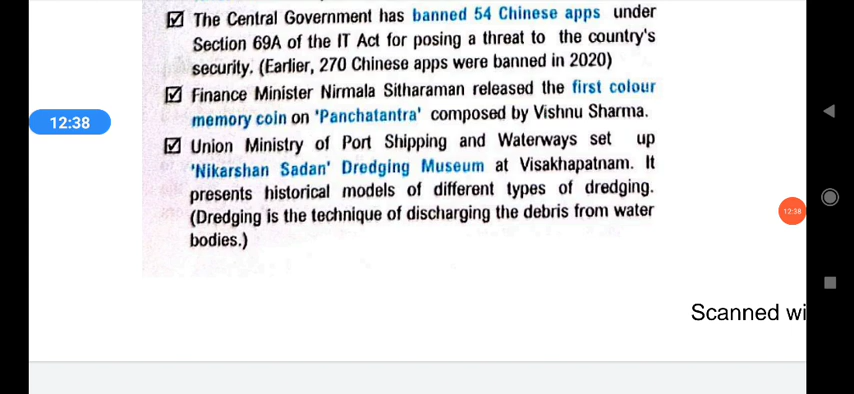 The Central Government has banned 54 Chinese apps under
Section 69A of the IT Act for posing a threat to the country's
security. (Earlier, 270 Chinese apps were banned in 2020)
Finance Minister Nirmala Sitharaman released the first colour
memory coin on 'Panchatantra' composed by Vishnu Sharma.
12:38
Union Ministry of Port Shipping and Waterways set up
'Nikarshan Sadan' Dredging Museum at Visakhapatnam. It
presents historical models of different types of dredging.
(Dredging is the technique of discharging the debris from water
bodies.)
12:38
Scanned wi